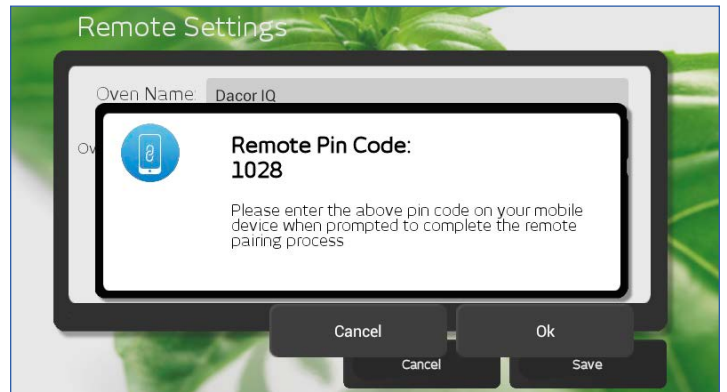 Remote Settings
Oven Name: Dacor IQ
Ov
Remote Pin Code:
1028
Please enter the above pin code on your mobile
device when prompted to complete the remote
pairing process
Cancel Ok
Cancel Save